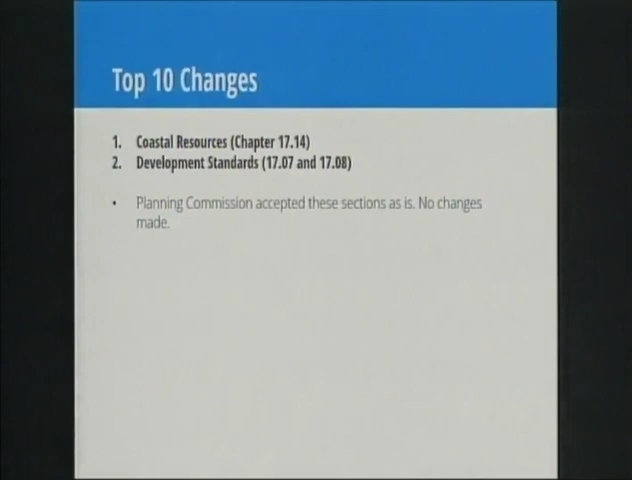 Top 10 Changes
1. Coastal Resources (Chapter 17.14)
2. Development Standards (17.07 and 17.08)
• Planning Commission accepted these sections as is. No changes
made.